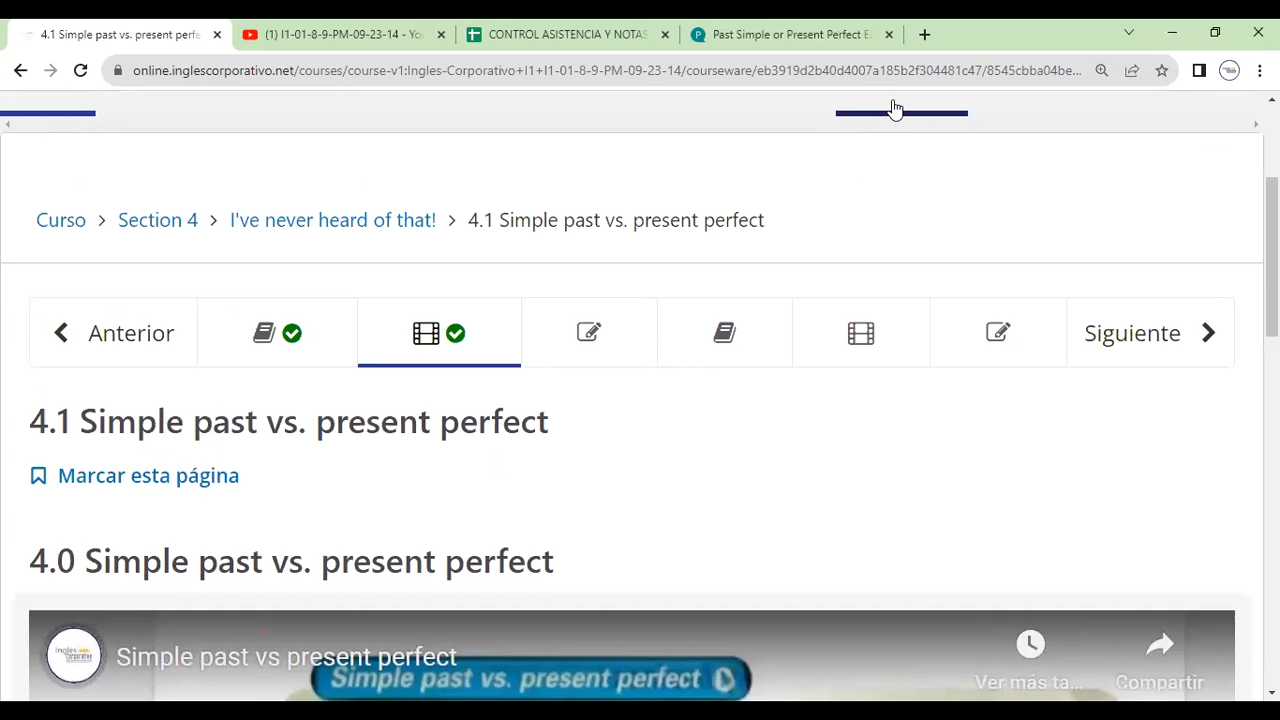 4.1 Simple past vs. present perfe
(1) I1-01-8-9-PM-09-23-14 - Yo
CONTROL ASISTENCIA Y NOTAS
Past Simple or Present Perfect E
online.inglescorporativo.net/courses/course-v1:Ingles-Corporativo+I1+I1-01-8-9-PM-09-23-14/courseware/eb3919d2b40d4007a185b2f304481c47/8545cbba04be...
Curso > Section 4 > I've never heard of that! > 4.1 Simple past vs. present perfect
Anterior
Siguiente
4.1 Simple past vs. present perfect
Marcar esta página
4.0 Simple past vs. present perfect
Simple past vs present perfect
Simple past vs. present perfect
Ver más ta...
Compartir